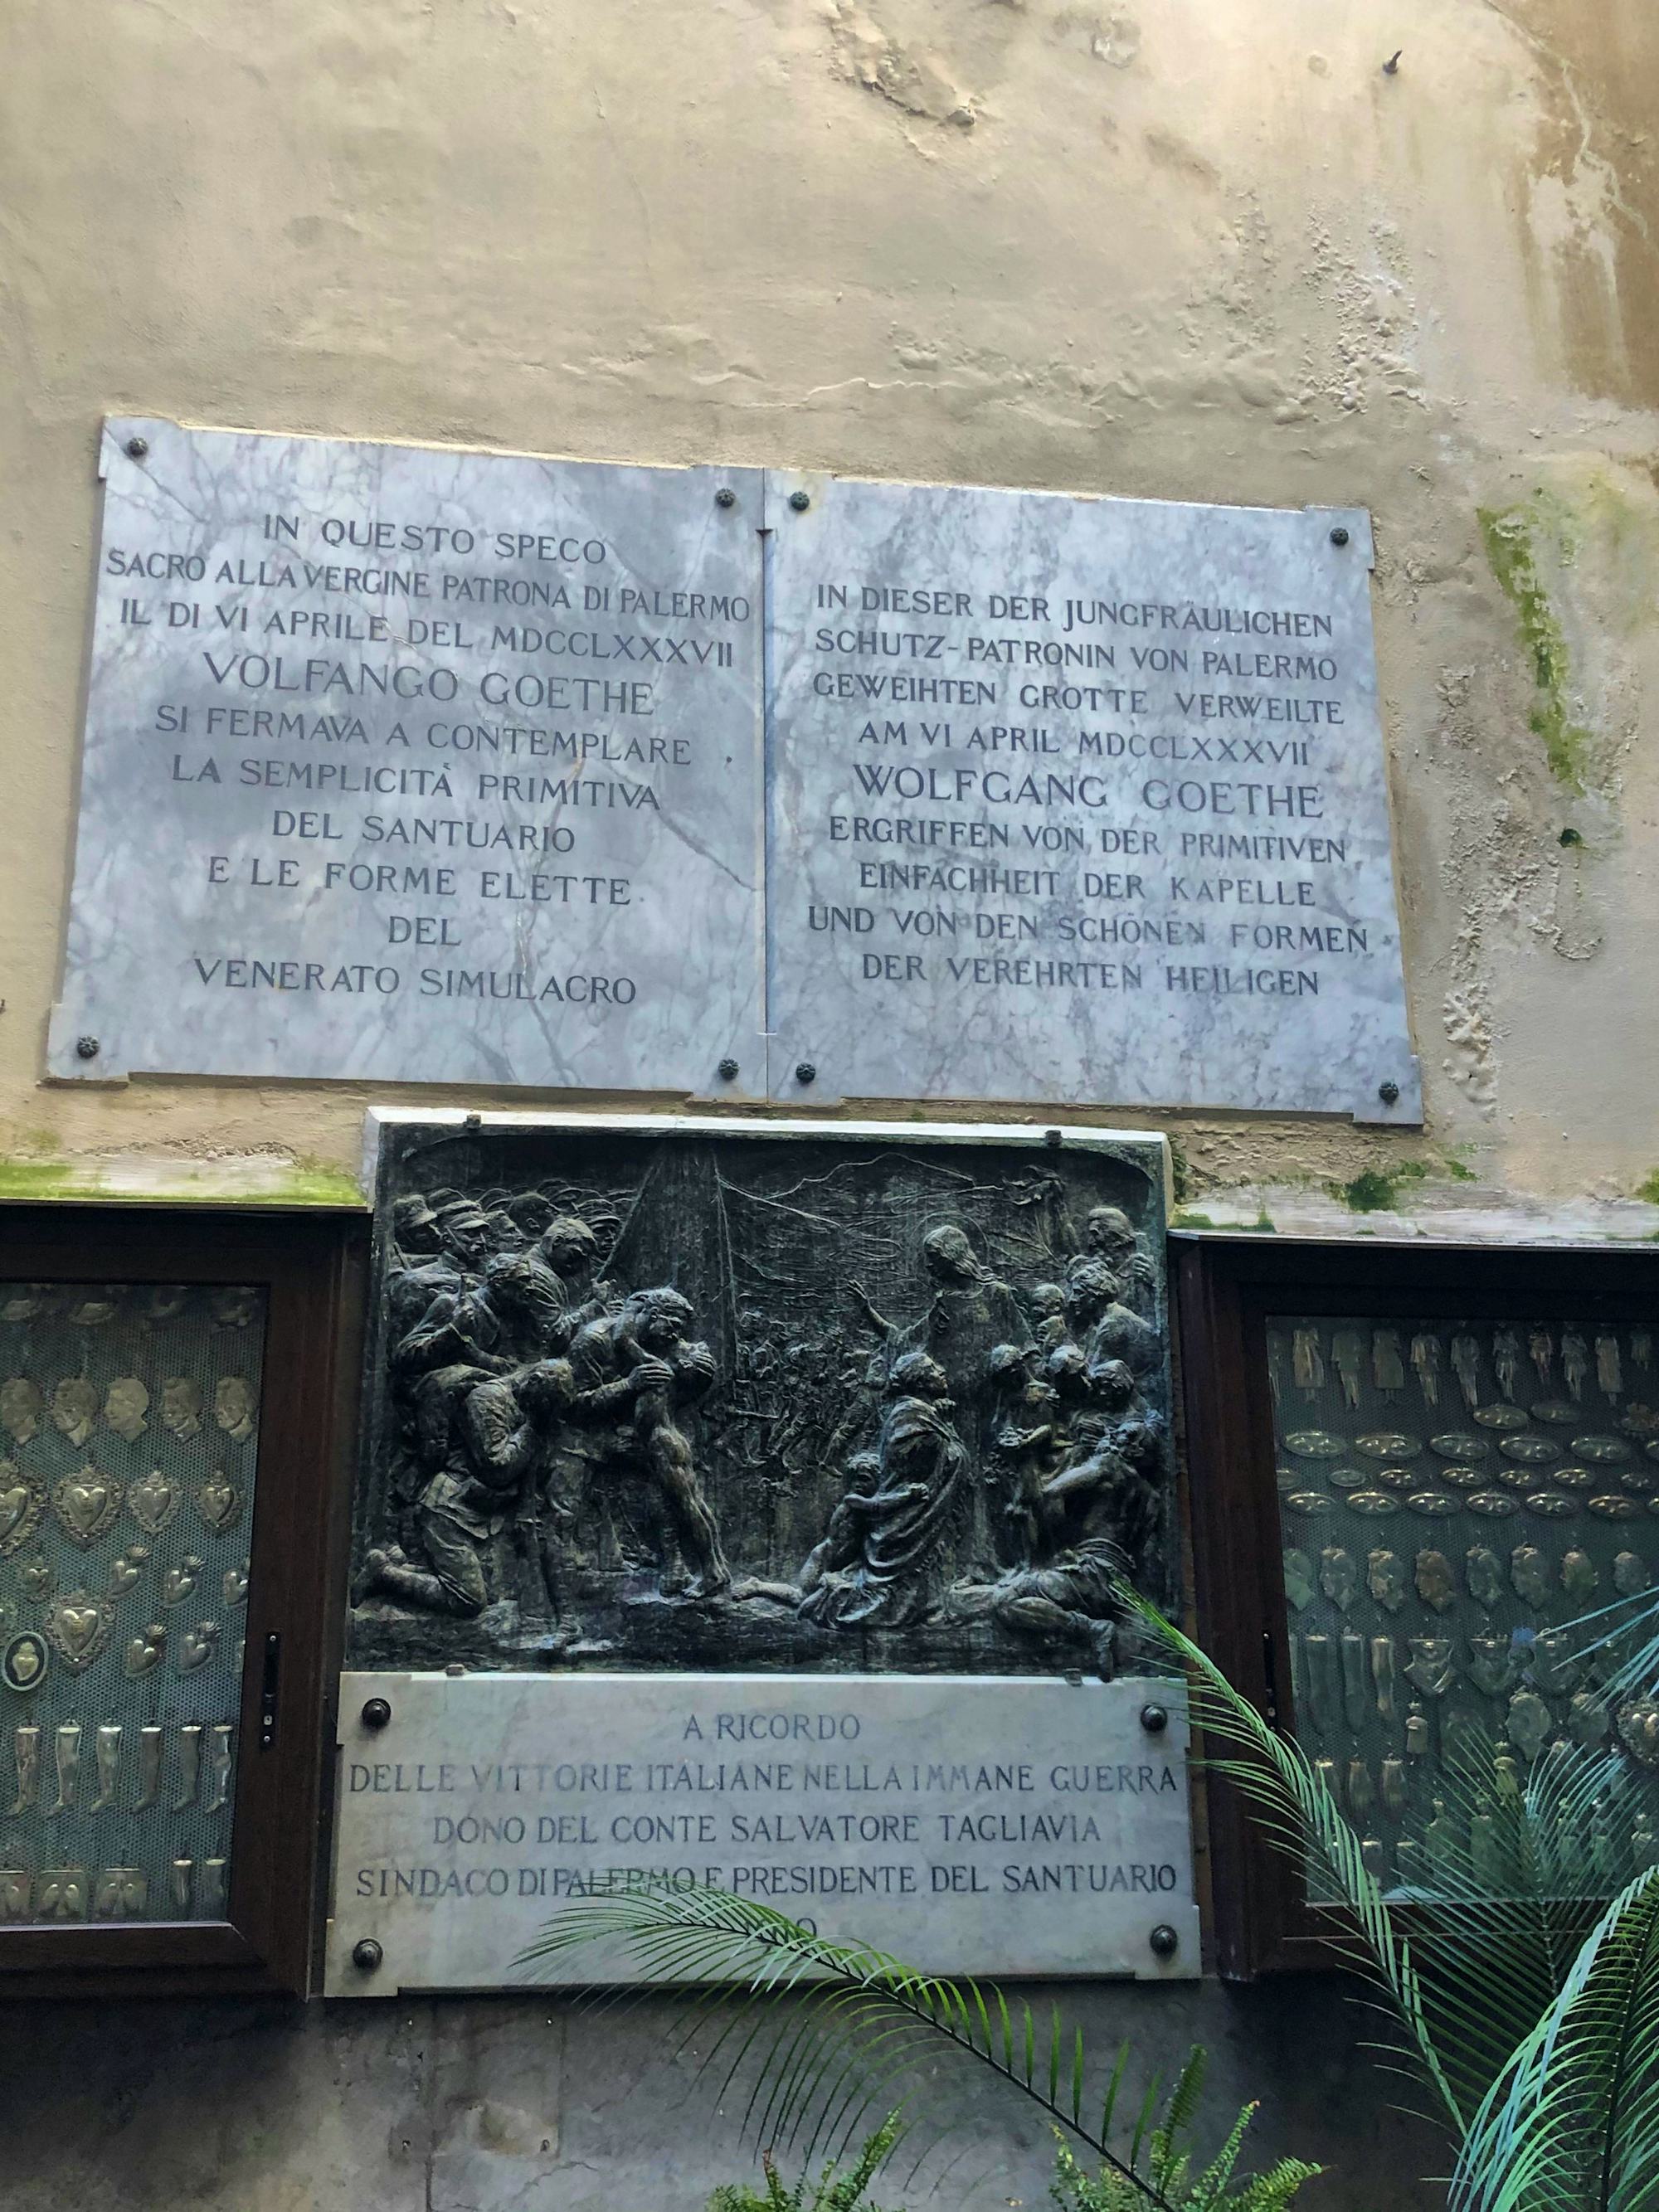 IN QUESTO SPECO
SACRO ALLA VERGINE PATRONA DI PALERMO
IL DI VI APRILE DEL MDCCLXXXVII
VOLFANGO GOETHE
SI FERMAVA A CONTEMPLARE
LA SEMPLICITÀ PRIMITIVA
DEL SANTUARIO
E LE FORME ELETTE
DEL
VENERATO SIMULACRO
IN DIESER DER JUNGFRÄULICHEN
SCHUTZ-PATRONIN VON PALERMO
GEWEIHTEN GROTTE VERWEILTE
AM VI APRIL MDCCLXXXVII
WOLFGANG GOETHE
ERGRIFFEN VON DER PRIMITIVEN
EINFACHHEIT DER KAPELLE
UND VON DEN SCHÖNEN FORMEN
DER VEREHRTEN HEILIGEN
A RICORDO
DELLE VITTORIE ITALIANE NELLA IMMANE GUERRA
DONO DEL CONTE SALVATORE TAGLIAVIA
SINDACO DI PALERMO E PRESIDENTE DEL SANTUARIO